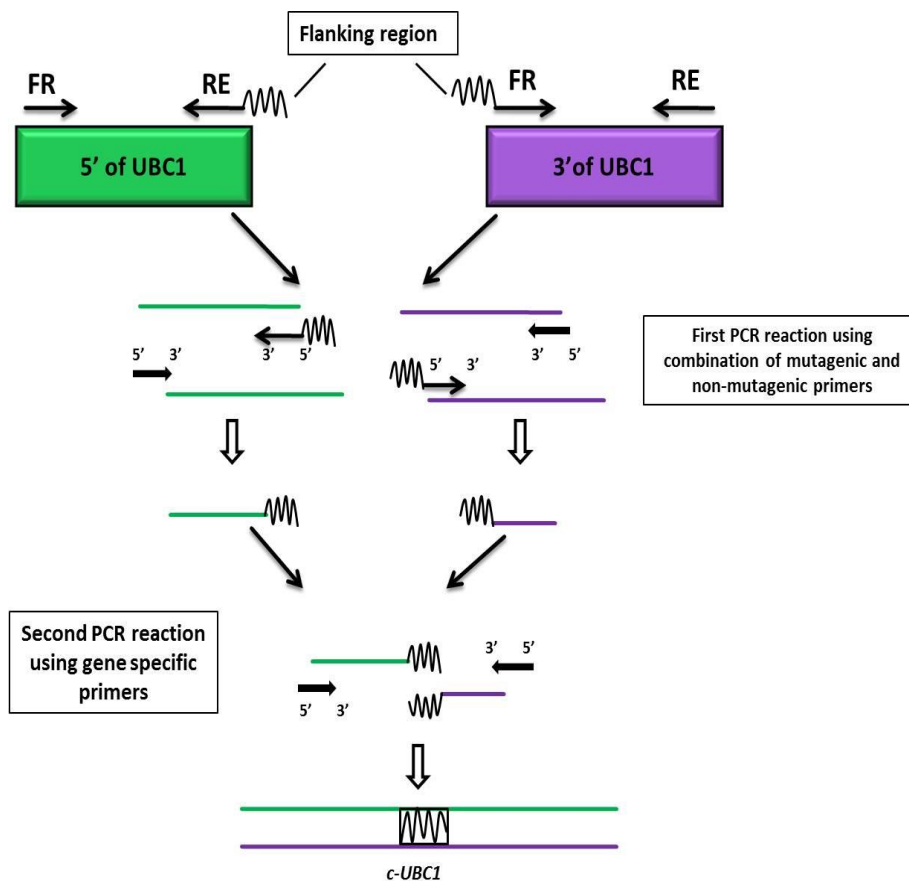 Flanking region
FR
RE
FR
RE
5’ of UBC1
3’of UBC1
5’ 3’
3’ 5’
5’ 3’
3’ 5’
First PCR reaction using
combination of mutagenic and
non-mutagenic primers
Second PCR reaction
using gene specific
primers
3’ 5’
5’ 3’
c-UBC1